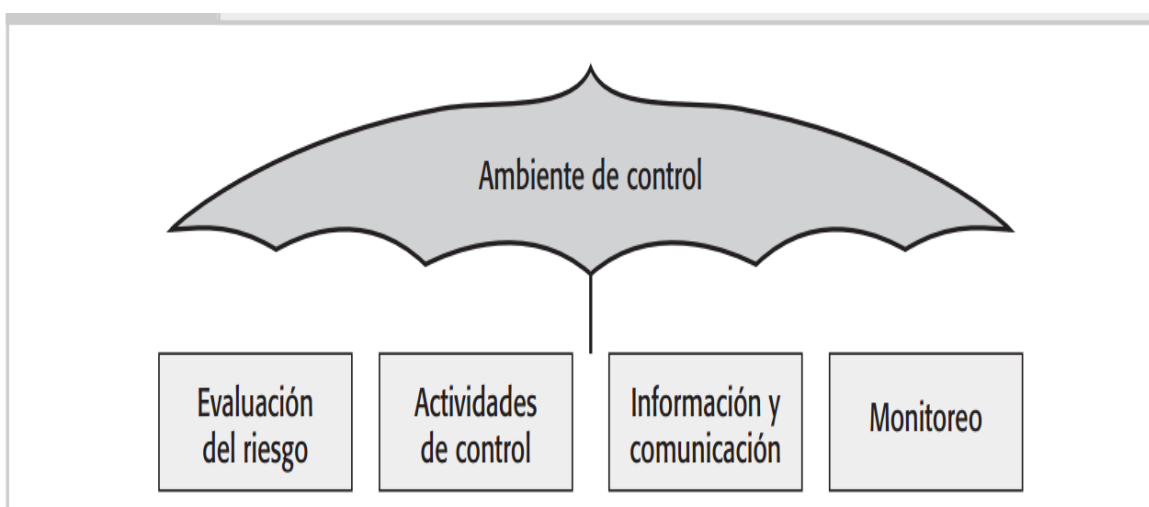 Ambiente de control
Evaluación
del riesgo
Actividades
de control
Información y
comunicación
Monitoreo